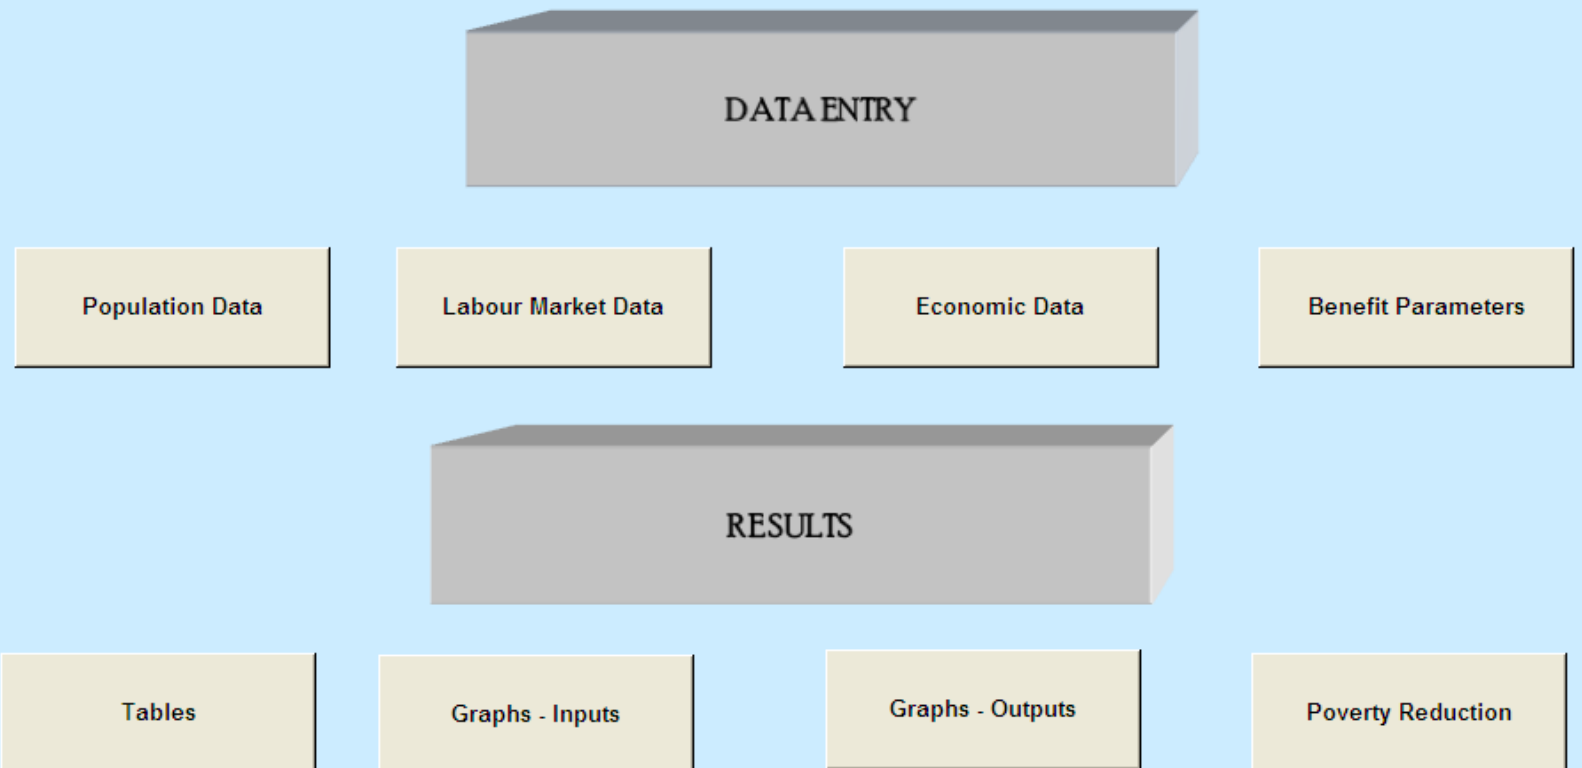 DATA ENTRY
Population Data
Labour Market Data
Economic Data
Benefit Parameters
RESULTS
Tables
Graphs - Inputs
Graphs - Outputs
Poverty Reduction